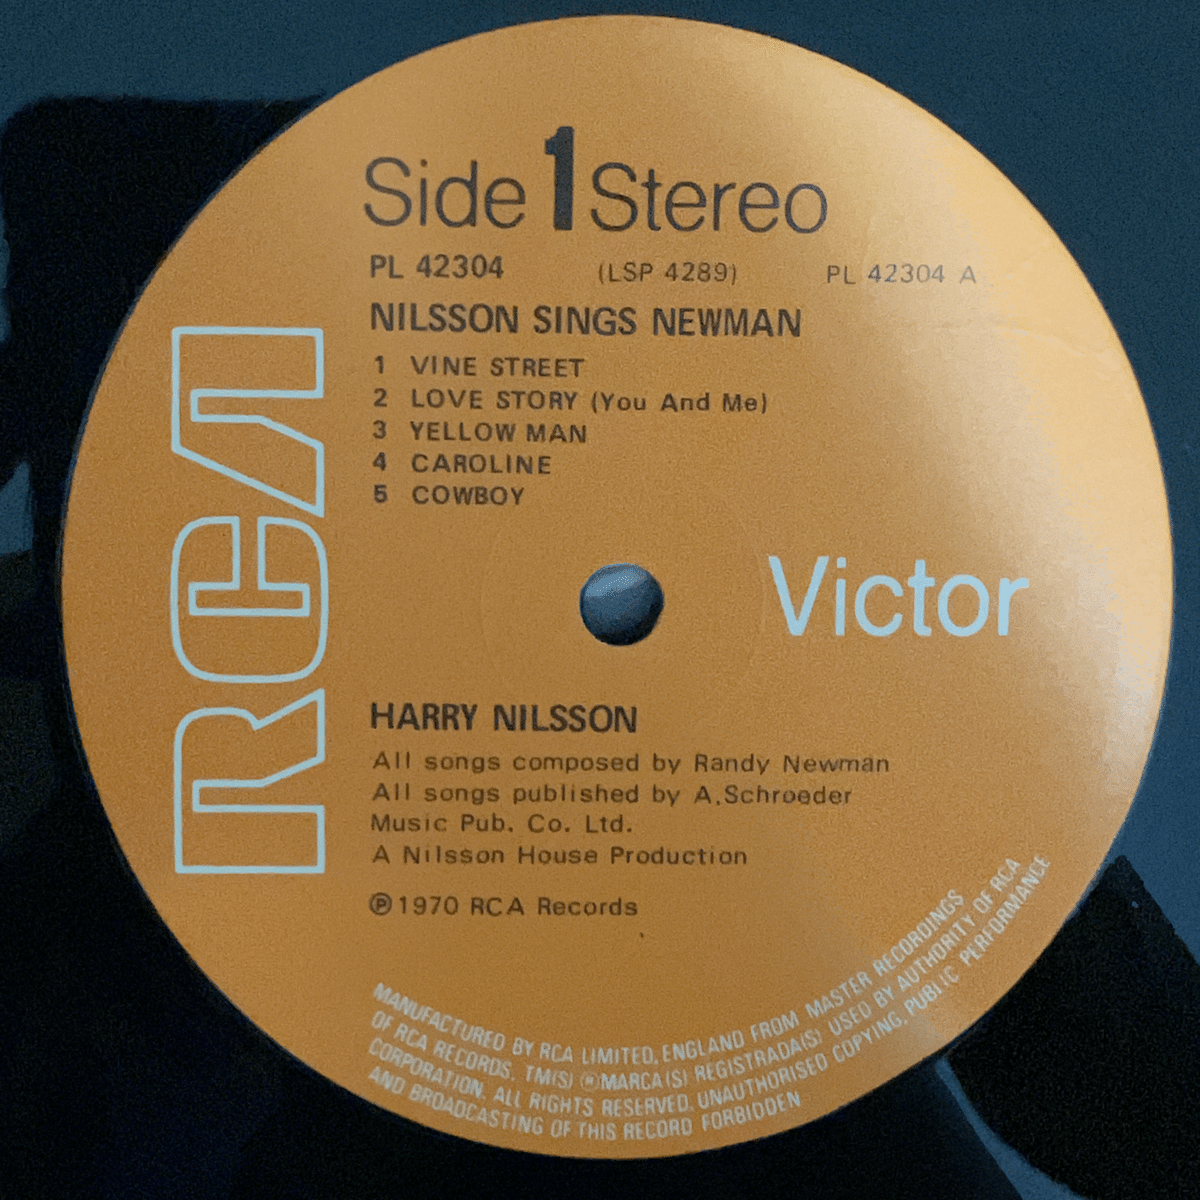 Side 1 Stereo
PL 42304 (LSP 4289) PL 42304 A
NILSSON SINGS NEWMAN
1 VINE STREET
2 LOVE STORY (You And Me)
3 YELLOW MAN
4 CAROLINE
5 COWBOY
RCA
Victor
HARRY NILSSON
All songs composed by Randy Newman
All songs published by A.Schroeder
Music Pub. Co. Ltd.
A Nilsson House Production
℗1970 RCA Records
MANUFACTURED BY RCA LIMITED, ENGLAND FROM MASTER RECORDINGS
OF RCA RECORDS. TM(S) ®MARCA(S) REGISTRADA(S) USED BY AUTHORITY OF RCA
CORPORATION. ALL RIGHTS RESERVED. UNAUTHORISED COPYING, PUBLIC PERFORMANCE
AND BROADCASTING OF THIS RECORD FORBIDDEN